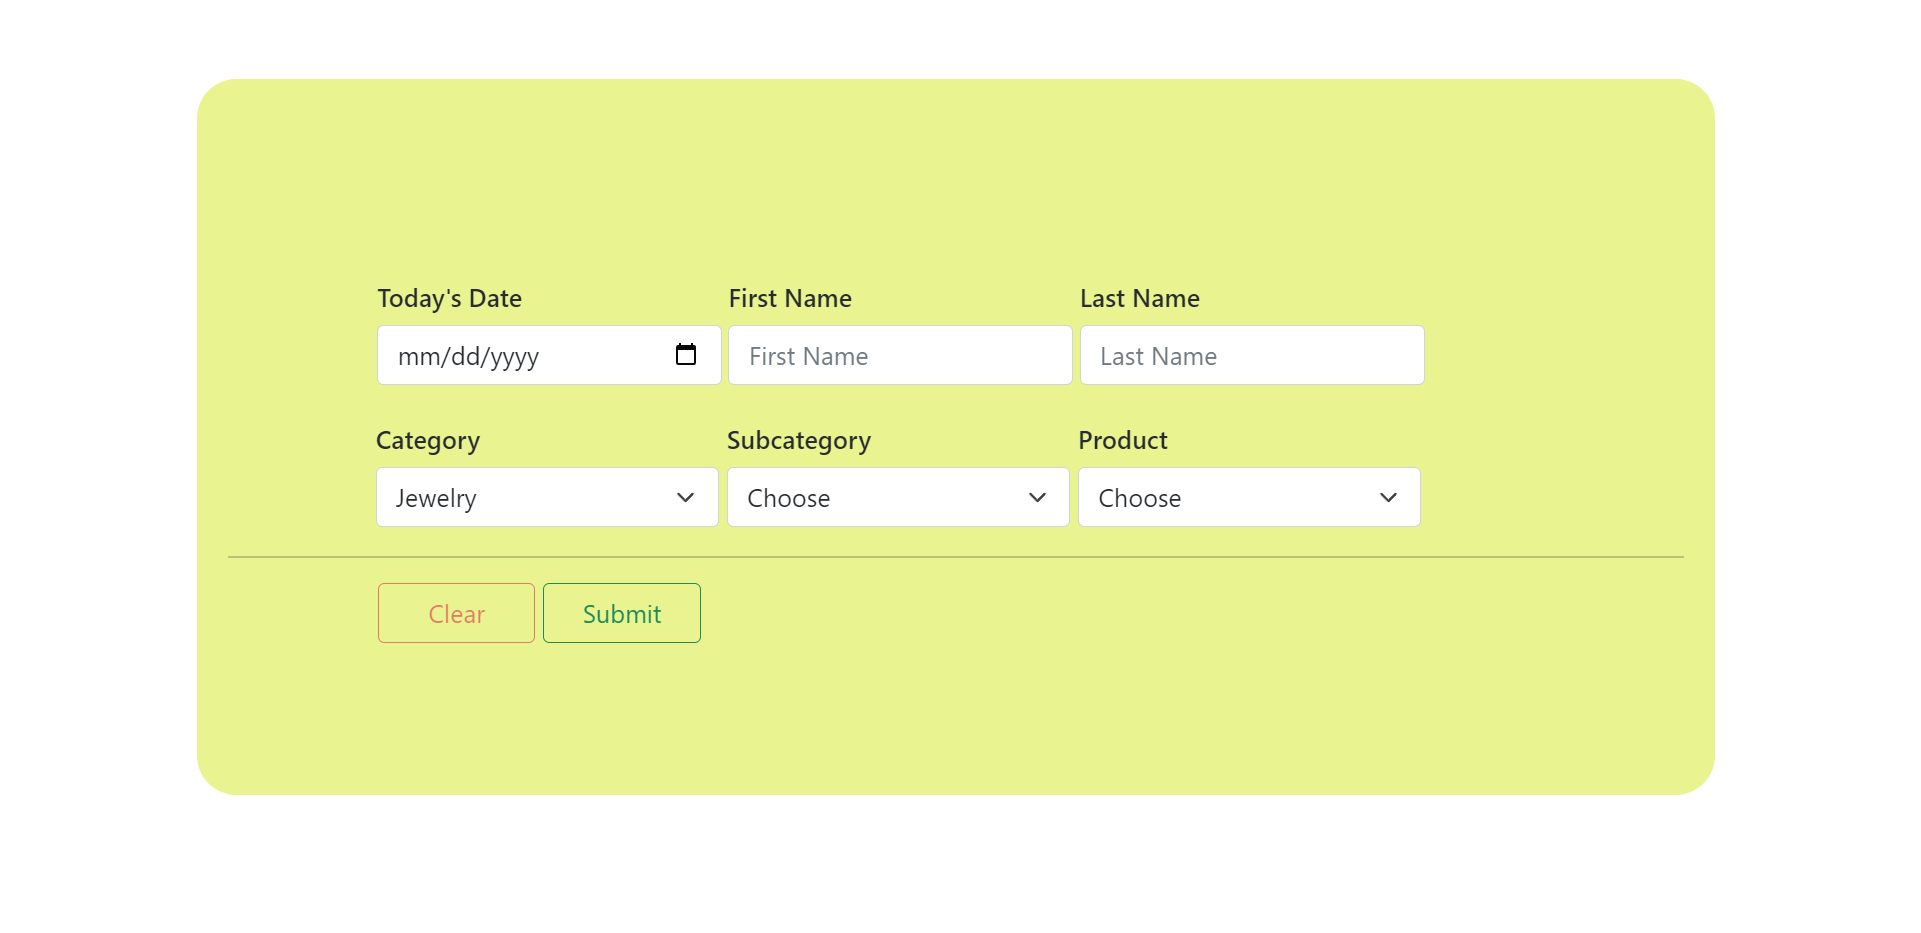 Today's Date First Name Last Name
mm/dd/yyyy First Name Last Name
Category Subcategory Product
Jewelry Choose Choose
Clear Submit